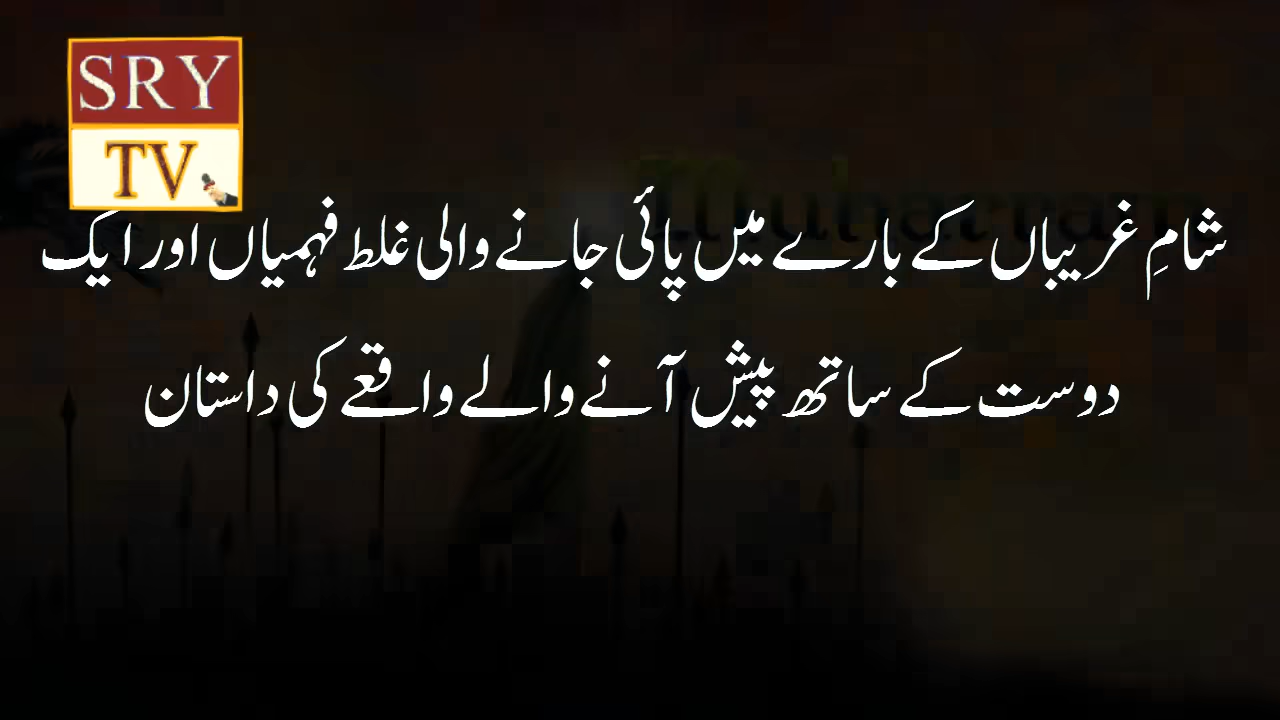 SRY
TV
شامِ غریباں کے بارے میں پائی جانے والی غلط فہمیاں اور ایک
دوست کے ساتھ پیش آنے والے واقعے کی داستان